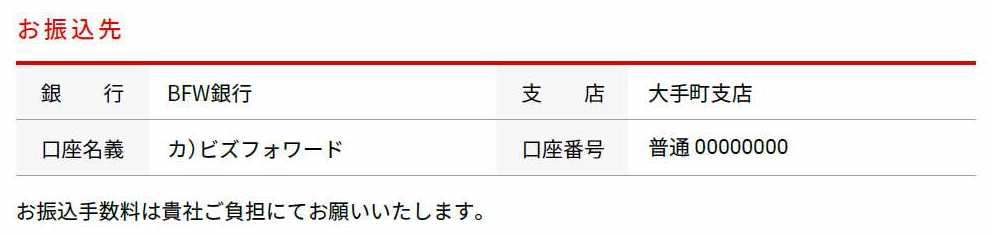 お振込先
銀　　行 BFW銀行 支　　店 大手町支店
口座名義 カ）ビズフォワード 口座番号 普通 00000000
お振込手数料は貴社ご負担にてお願いいたします。